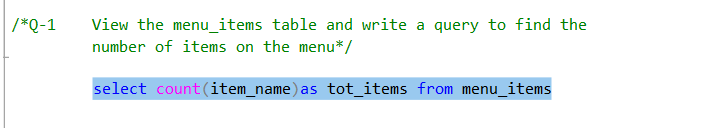 /*Q-1 View the menu_items table and write a query to find the
number of items on the menu*/
select count(item_name)as tot_items from menu_items